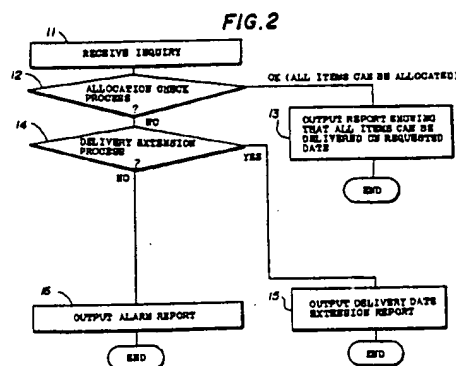 FIG.2
11
RECEIVE INQUIRY
12
ALLOCATION CHECK
PROCESS
?
OK (ALL ITEMS CAN BE ALLOCATED)
NO
13
OUTPUT REPORT SHOWING
THAT ALL ITEMS CAN BE
DELIVERED ON REQUESTED
DATE
END
14
DELIVERY EXTENSION
PROCESS
?
YES
NO
16
OUTPUT ALARM REPORT
END
15
OUTPUT DELIVERY DATE
EXTENSION REPORT
END